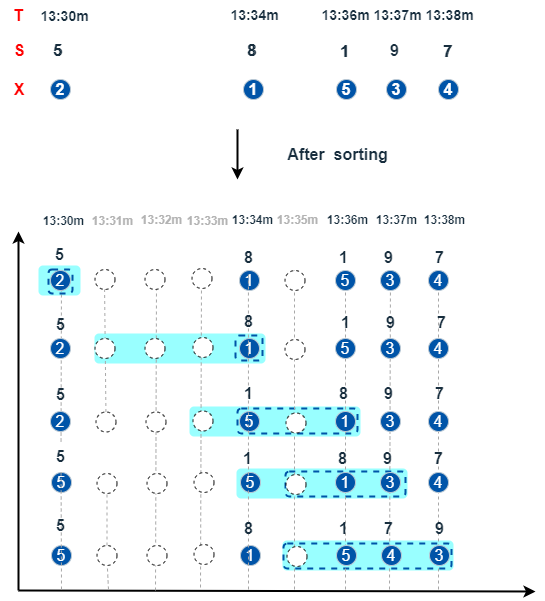 T 13:30m 13:34m 13:36m 13:37m 13:38m
S 5 8 1 9 7
X 2 1 5 3 4
After sorting
13:30m 13:31m 13:32m 13:33m 13:34m 13:35m 13:36m 13:37m 13:38m
5 8 1 9 7
2 1 5 3 4
5 8 1 9 7
2 1 5 3 4
5 1 8 9 7
2 5 1 3 4
5 1 8 9 7
5 5 1 3 4
5 8 1 7 9
5 1 5 4 3